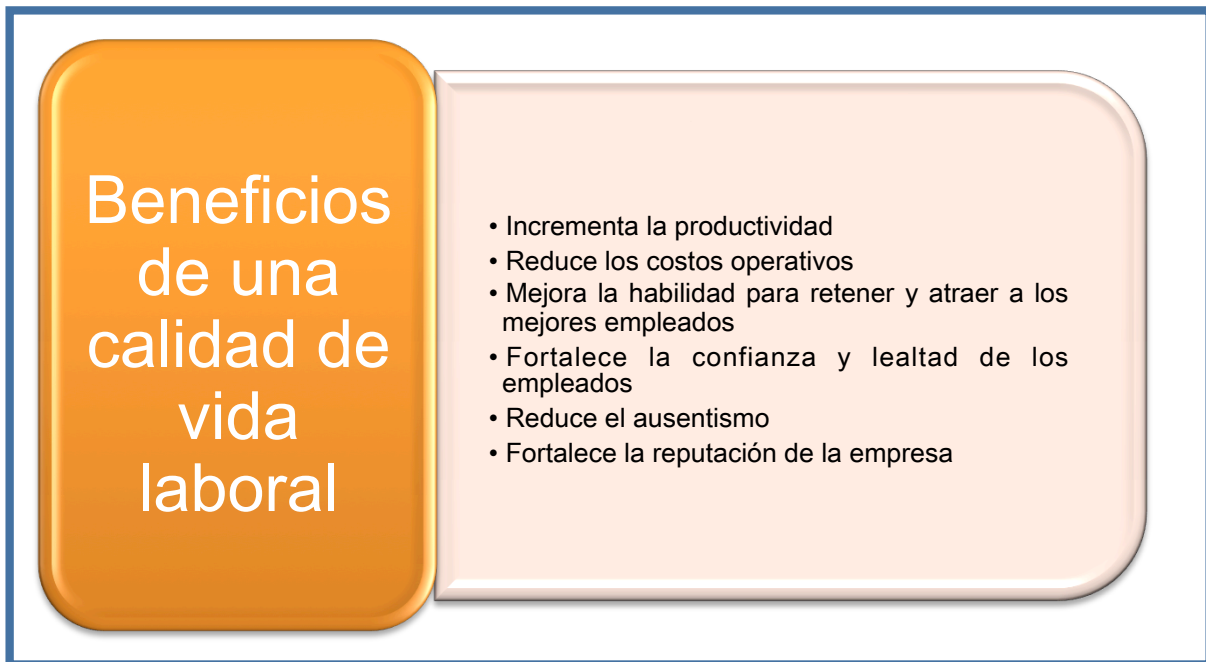 Beneficios
de una
calidad de
vida
laboral
• Incrementa la productividad
• Reduce los costos operativos
• Mejora la habilidad para retener y atraer a los
mejores empleados
• Fortalece la confianza y lealtad de los
empleados
• Reduce el ausentismo
• Fortalece la reputación de la empresa